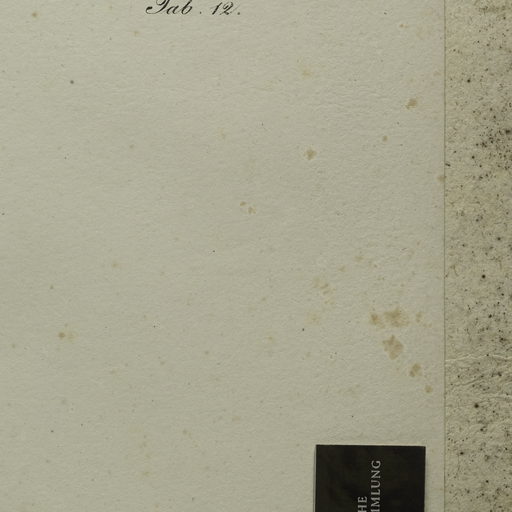 Tab. 12.
HE
MMLUNG